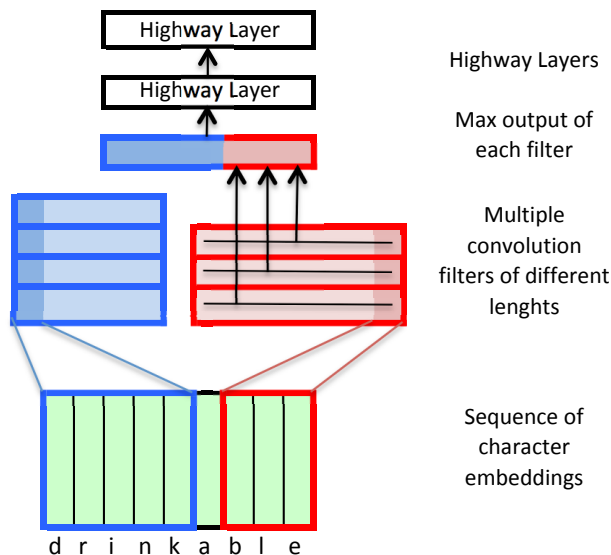 Highway Layer
Highway Layer
Highway Layers
Max output of
each filter
Multiple
convolution
filters of different
lenghts
Sequence of
character
embeddings
d r i n k a b l e